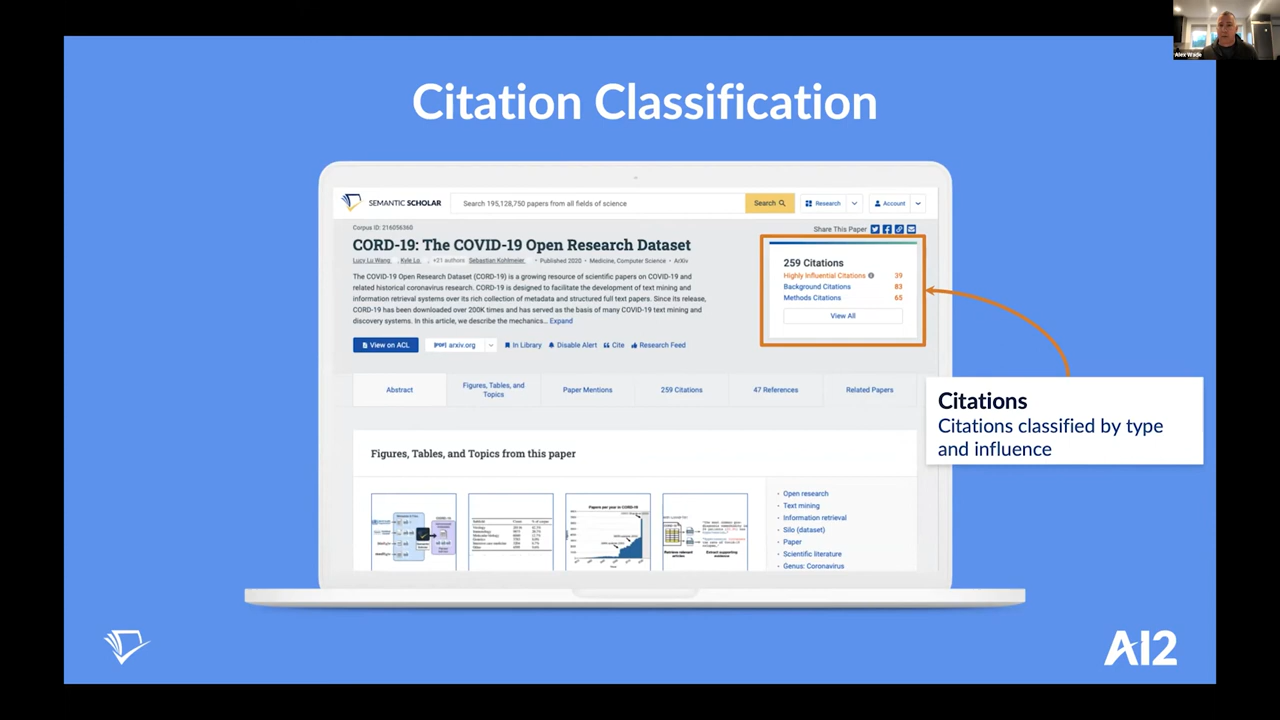 Alex Wade
Citation Classification
SEMANTIC SCHOLAR
Search 195,128,750 papers from all fields of science
Search
Research
Account
Corpus ID: 216056360
Share This Paper
CORD-19: The COVID-19 Open Research Dataset
Lucy Lu Wang, Kyle Lo, +21 authors Sebastian Kohlmeier • Published 2020 • Medicine, Computer Science • ArXiv
The COVID-19 Open Research Dataset (CORD-19) is a growing resource of scientific papers on COVID-19 and
related historical coronavirus research. CORD-19 is designed to facilitate the development of text mining and
information retrieval systems over its rich collection of metadata and structured full text papers. Since its release,
CORD-19 has been downloaded over 200K times and has served as the basis of many COVID-19 text mining and
discovery systems. In this article, we describe the mechanics... Expand
259 Citations
Highly Influential Citations 39
Background Citations 83
Methods Citations 65
View All
View on ACL
[PDF] arxiv.org
In Library
Disable Alert
Cite
Research Feed
Citations
Citations classified by type
and influence
Abstract
Figures, Tables, and
Topics
Paper Mentions
259 Citations
47 References
Related Papers
Figures, Tables, and Topics from this paper
Papers per year in CORD-19
• Open research
• Text mining
• Information retrieval
• Silo (dataset)
• Paper
• Scientific literature
• Genus: Coronavirus
AI2